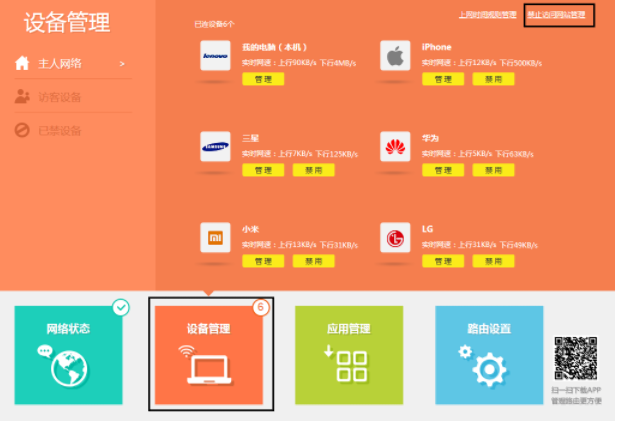 设备管理
主人网络 >
访客设备
已禁设备
已连设备6个
上网时间规则管理 禁止访问网站管理
lenovo
我的电脑（本机）
实时网速：上行90KB/s 下行4MB/s
管理
iPhone
实时网速：上行12KB/s 下行500KB/s
管理 禁用
SAMSUNG
三星
实时网速：上行7KB/s 下行125KB/s
管理 禁用
华为
实时网速：上行5KB/s 下行63KB/s
管理 禁用
mi
小米
实时网速：上行13KB/s 下行31KB/s
管理 禁用
LG
实时网速：上行31KB/s 下行49KB/s
管理 禁用
网络状态
6
设备管理
应用管理
路由设置
扫一扫下载APP
管理路由更方便